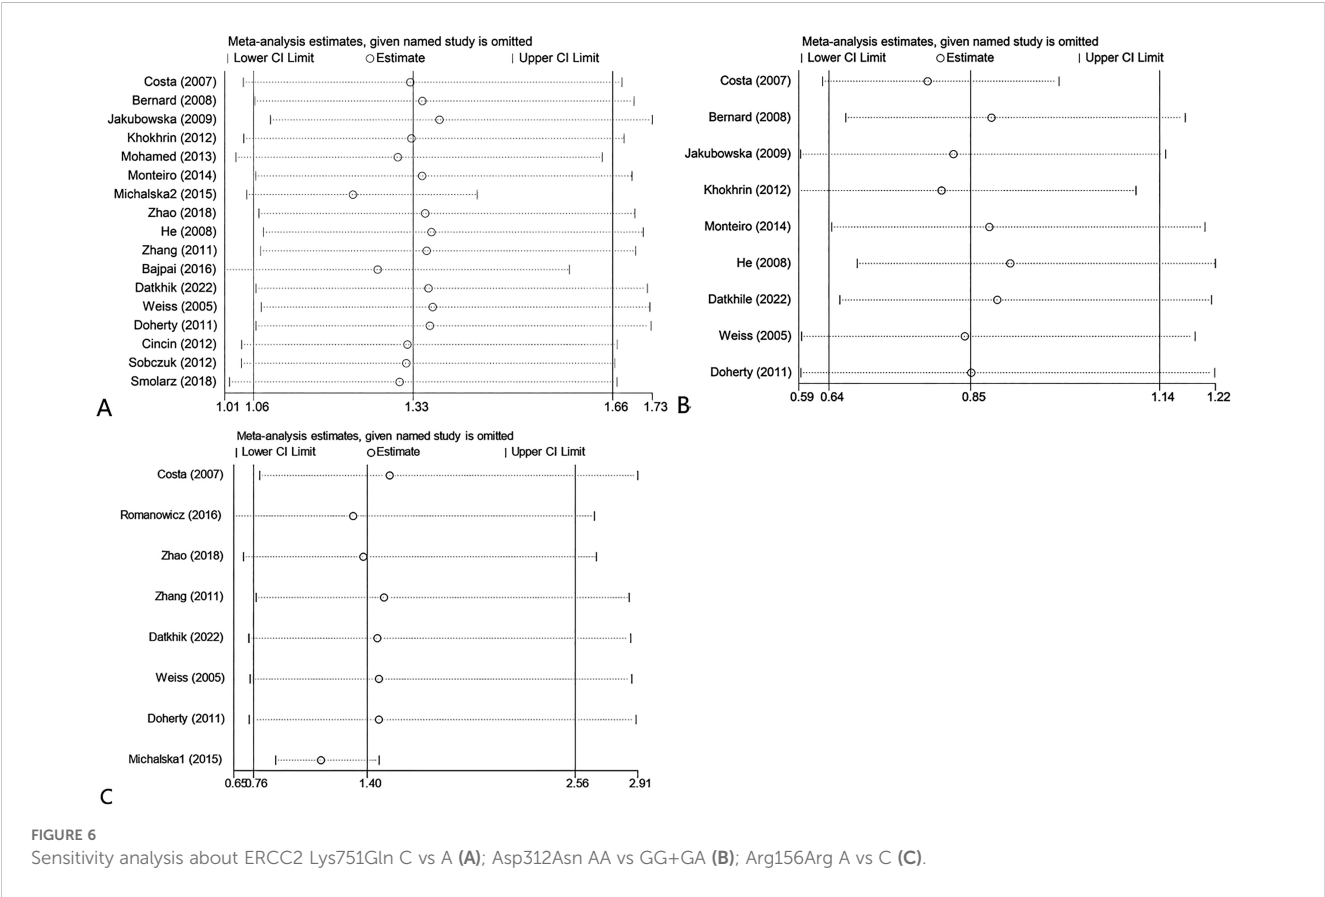 Meta-analysis estimates, given named study is omitted
| Lower CI Limit ○ Estimate | Upper CI Limit
Costa (2007)
Bernard (2008)
Jakubowska (2009)
Khokhrin (2012)
Mohamed (2013)
Monteiro (2014)
Michalska2 (2015)
Zhao (2018)
He (2008)
Zhang (2011)
Bajpai (2016)
Datkhik (2022)
Weiss (2005)
Doherty (2011)
Cincin (2012)
Sobczuk (2012)
Smolarz (2018)
1.01 1.06 1.33 1.66 1.73
A
Meta-analysis estimates, given named study is omitted
| Lower CI Limit ○ Estimate | Upper CI Limit
Costa (2007)
Bernard (2008)
Jakubowska (2009)
Khokhrin (2012)
Monteiro (2014)
He (2008)
Datkhile (2022)
Weiss (2005)
Doherty (2011)
0.59 0.64 0.85 1.14 1.22
B
Meta-analysis estimates, given named study is omitted
| Lower CI Limit ○ Estimate | Upper CI Limit
Costa (2007)
Romanowicz (2016)
Zhao (2018)
Zhang (2011)
Datkhik (2022)
Weiss (2005)
Doherty (2011)
Michalska1 (2015)
0.65 0.76 1.40 2.56 2.91
C
FIGURE 6
Sensitivity analysis about ERCC2 Lys751Gln C vs A (A); Asp312Asn AA vs GG+GA (B); Arg156Arg A vs C (C).